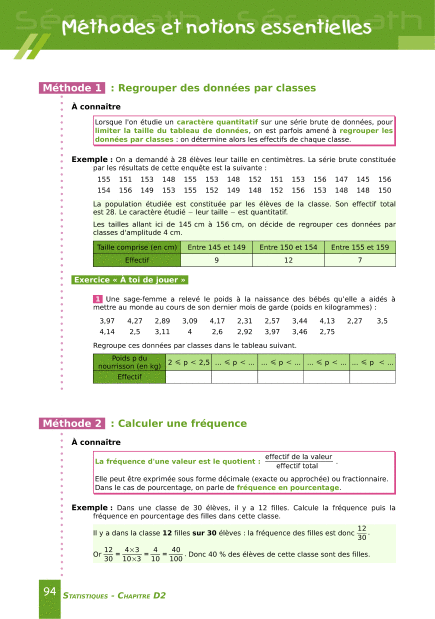 Sésamath Sésamath
Méthodes et notions essentielles
Méthode 1 : Regrouper des données par classes
À connaître
Lorsque l'on étudie un caractère quantitatif sur une série brute de données, pour
limiter la taille du tableau de données, on est parfois amené à regrouper les
données par classes : on détermine alors les effectifs de chaque classe.
Exemple : On a demandé à 28 élèves leur taille en centimètres. La série brute constituée
par les résultats de cette enquête est la suivante :
155 151 153 148 155 153 148 152 151 153 156 147 145 156
154 156 149 153 155 152 149 148 152 156 153 148 148 150
La population étudiée est constituée par les élèves de la classe. Son effectif total
est 28. Le caractère étudié − leur taille − est quantitatif.
Les tailles allant ici de 145 cm à 156 cm, on décide de regrouper ces données par
classes d'amplitude 4 cm.
Taille comprise (en cm) Entre 145 et 149 Entre 150 et 154 Entre 155 et 159
Effectif 9 12 7
Exercice « À toi de jouer »
1 Une sage-femme a relevé le poids à la naissance des bébés qu'elle a aidés à
mettre au monde au cours de son dernier mois de garde (poids en kilogrammes) :
3,97 4,27 2,89 3,09 4,17 2,31 2,57 3,44 4,13 2,27 3,5
4,14 2,5 3,11 4 2,6 2,92 3,97 3,46 2,75
Regroupe ces données par classes dans le tableau suivant.
Poids p du
nourrisson (en kg) 2 ⩽ p < 2,5 ... ⩽ p < ... ... ⩽ p < ... ... ⩽ p < ... ... ⩽ p < ...
Effectif
Méthode 2 : Calculer une fréquence
À connaître
La fréquence d'une valeur est le quotient : effectif de la valeur / effectif total .
Elle peut être exprimée sous forme décimale (exacte ou approchée) ou fractionnaire.
Dans le cas de pourcentage, on parle de fréquence en pourcentage.
Exemple : Dans une classe de 30 élèves, il y a 12 filles. Calcule la fréquence puis la
fréquence en pourcentage des filles dans cette classe.
Il y a dans la classe 12 filles sur 30 élèves : la fréquence des filles est donc 12/30 .
Or 12/30 = 4×3/10×3 = 4/10 = 40/100 . Donc 40 % des élèves de cette classe sont des filles.
94 Statistiques - Chapitre D2